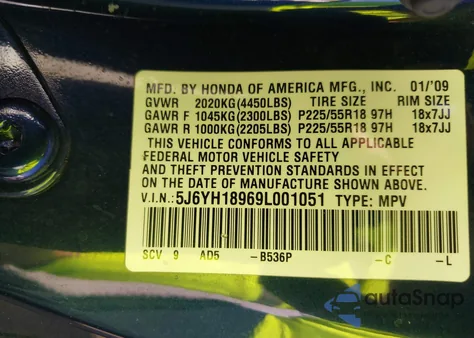 MFD. BY HONDA OF AMERICA MFG., INC. 01/'09
GVWR 2020KG(4450LBS) TIRE SIZE RIM SIZE
GAWR F 1045KG(2300LBS) P225/55R18 97H 18x7JJ
GAWR R 1000KG(2205LBS) P225/55R18 97H 18x7JJ
THIS VEHICLE CONFORMS TO ALL APPLICABLE
FEDERAL MOTOR VEHICLE SAFETY
AND THEFT PREVENTION STANDARDS IN EFFECT
ON THE DATE OF MANUFACTURE SHOWN ABOVE.
V.I.N.: 5J6YH18969L001051 TYPE: MPV
SCV 9 AD5 -B536P -C -L
autoSnap